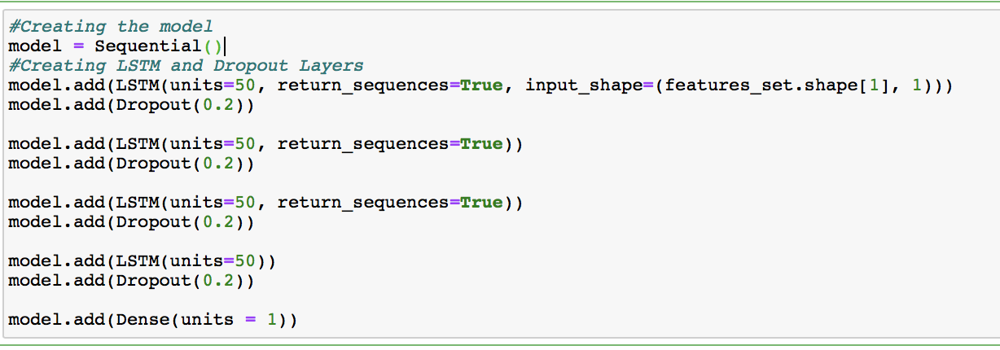 #Creating the model
model = Sequential()
#Creating LSTM and Dropout Layers
model.add(LSTM(units=50, return_sequences=True, input_shape=(features_set.shape[1], 1)))
model.add(Dropout(0.2))
model.add(LSTM(units=50, return_sequences=True))
model.add(Dropout(0.2))
model.add(LSTM(units=50, return_sequences=True))
model.add(Dropout(0.2))
model.add(LSTM(units=50))
model.add(Dropout(0.2))
model.add(Dense(units = 1))